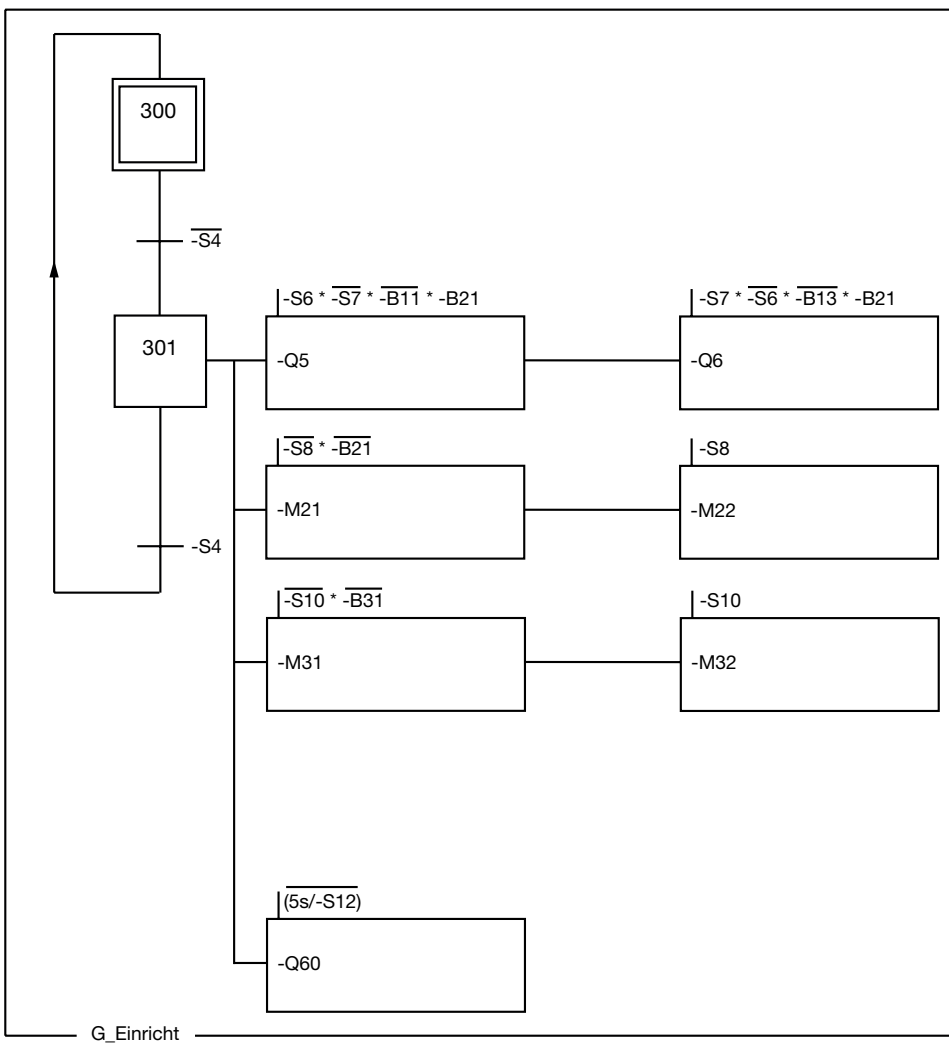 300
-S4
-S6 * -S7 * -B11 * -B21
-S7 * -S6 * -B13 * -B21
301
-Q5
-Q6
-S8 * -B21
-S8
-M21
-M22
-S4
-S10 * -B31
-S10
-M31
-M32
(5s/-S12)
-Q60
G_Einricht